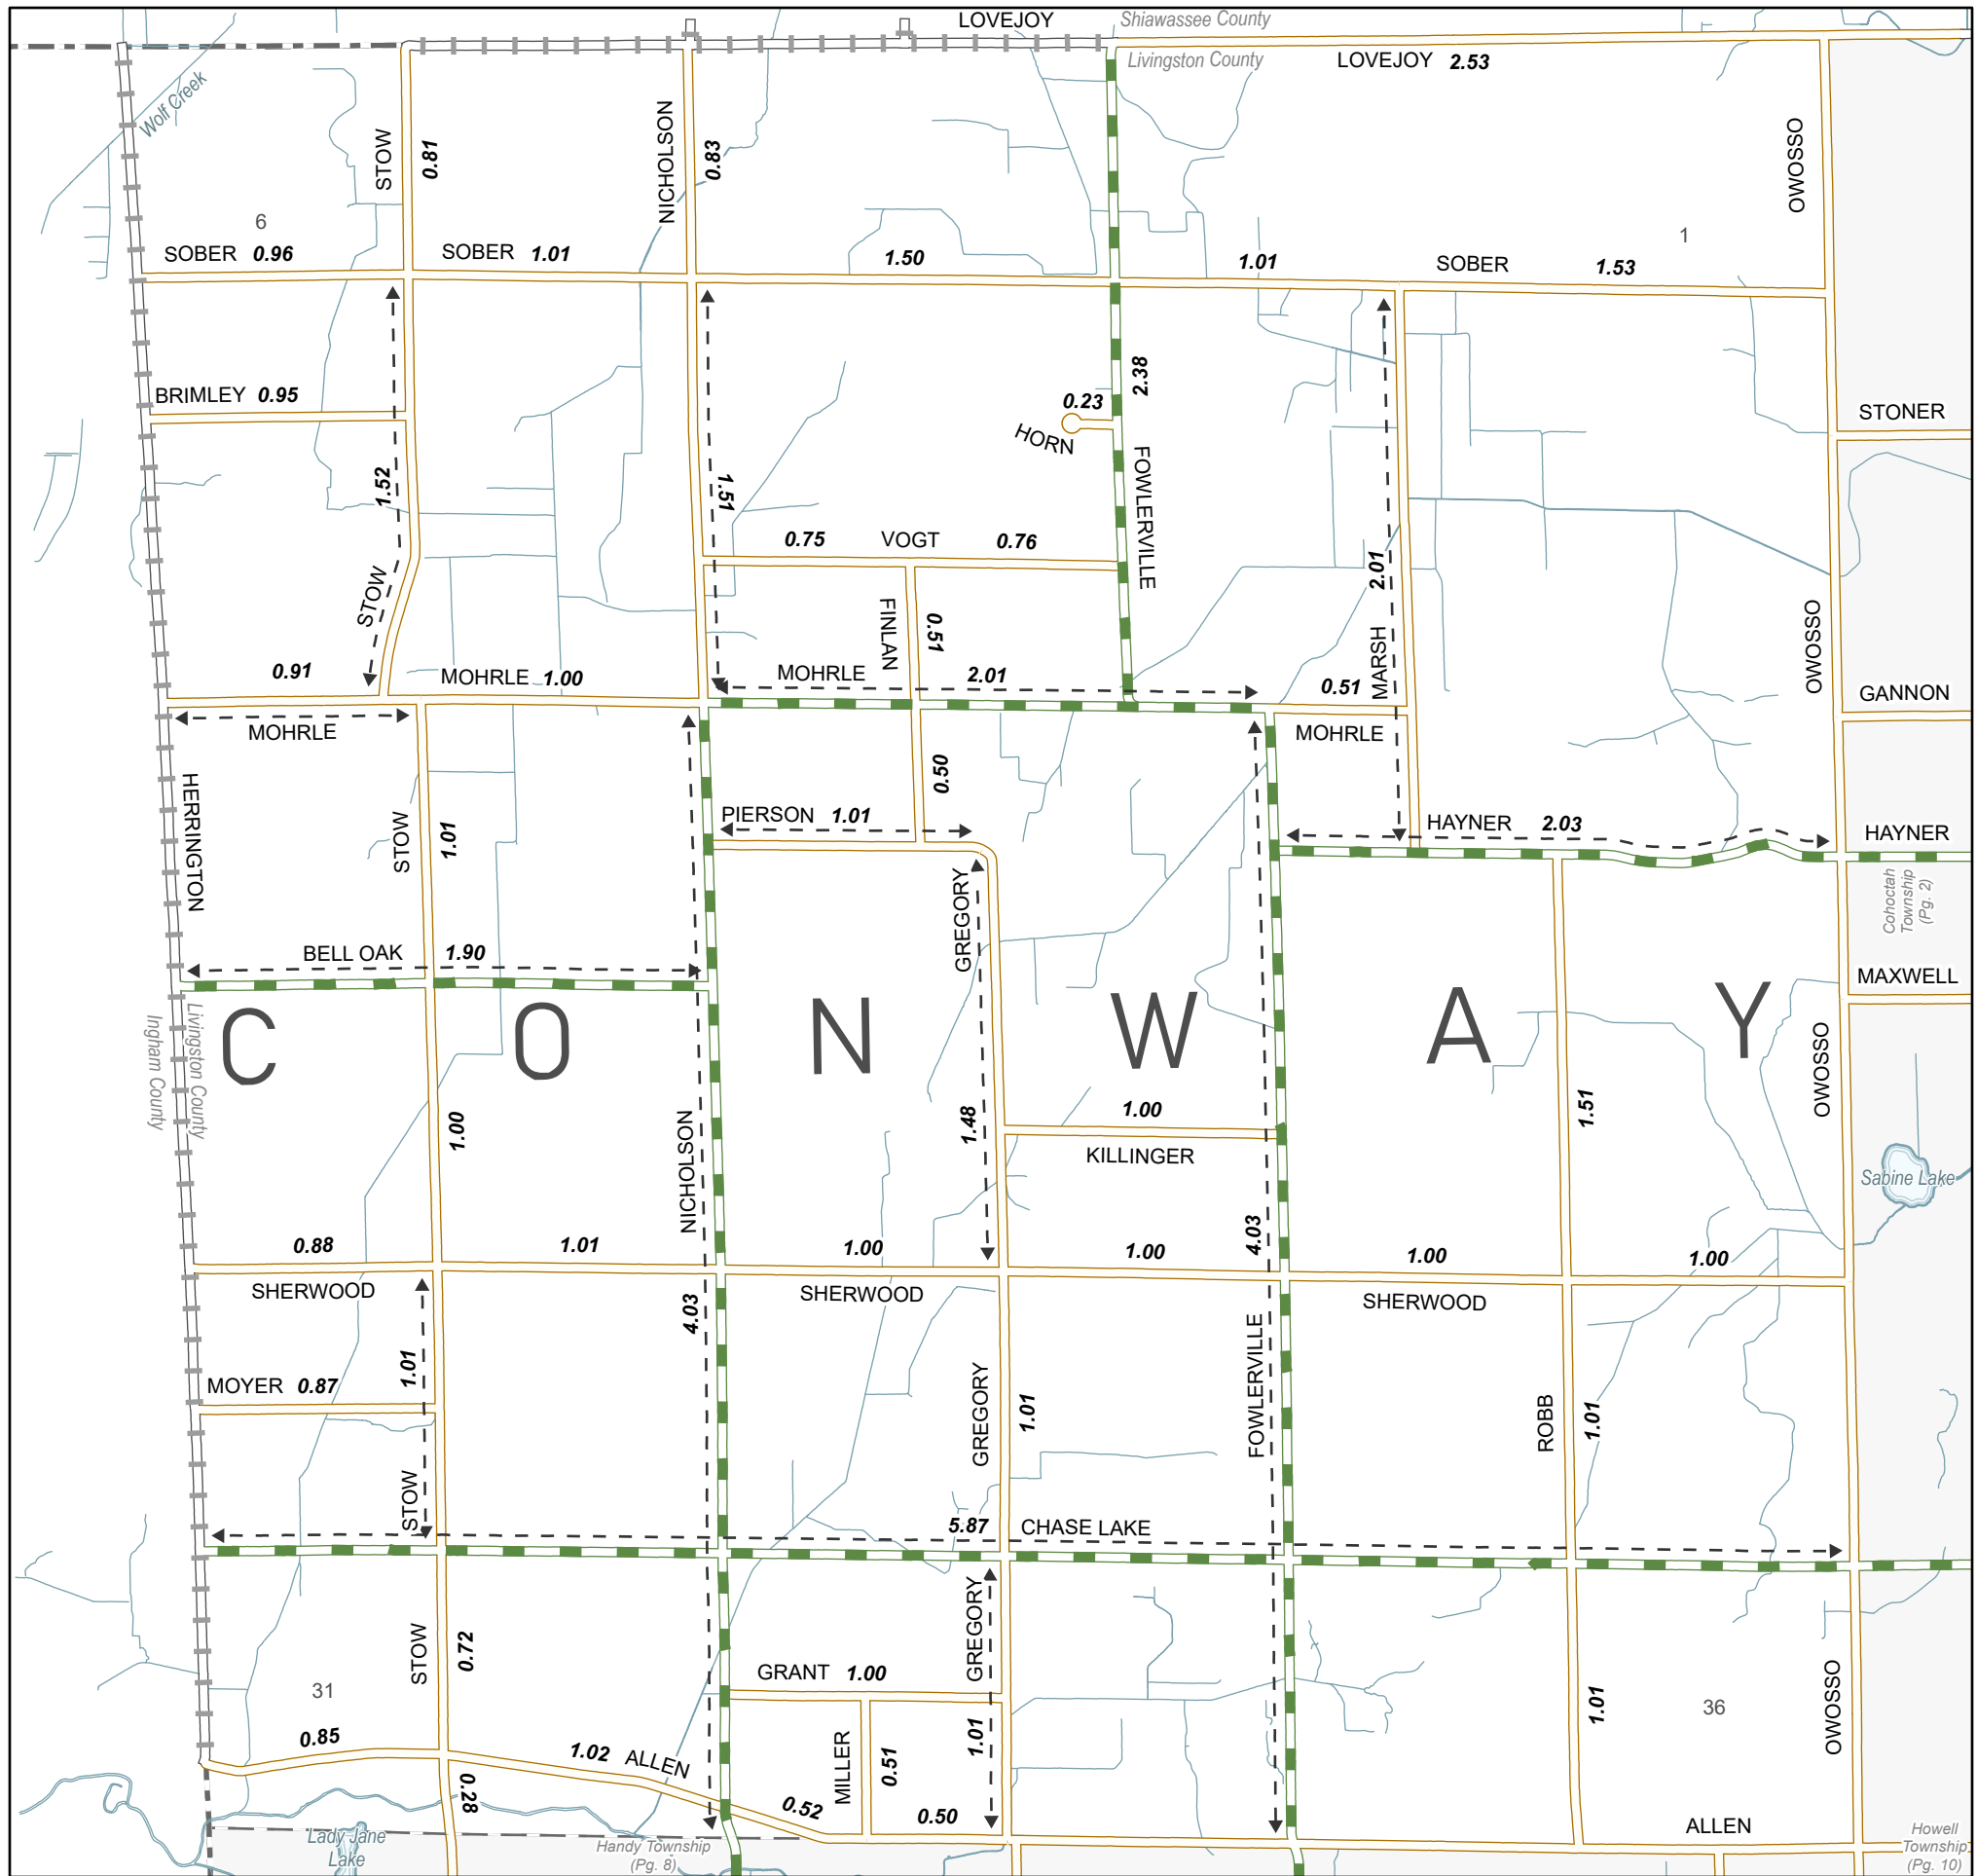 LOVEJOY
Shiawassee County
Livingston County
LOVEJOY 2.53
Wolf Creek
STOW
0.81
NICHOLSON
0.83
OWOSSO
6
1
SOBER 0.96
SOBER 1.01
1.50
1.01
SOBER
1.53
2.38
BRIMLEY 0.95
0.23
HORN
STONER
1.52
1.51
FOWLERVILLE
0.75
VOGT
0.76
2.01
STOW
FINLAN
0.51
MARSH
OWOSSO
0.91
MOHRLE 1.00
MOHRLE
2.01
0.51
GANNON
MOHRLE
MOHRLE
HERRINGTON
0.50
STOW
1.01
PIERSON 1.01
HAYNER 2.03
HAYNER
GREGORY
Cohoctah
Township
(Pg. 2)
BELL OAK
1.90
MAXWELL
CONWAY
Livingston County
Ingham County
OWOSSO
1.00
NICHOLSON
1.48
1.00
KILLINGER
1.51
Sabine Lake
0.88
1.01
1.00
1.00
4.03
1.00
1.00
SHERWOOD
SHERWOOD
SHERWOOD
4.03
MOYER 0.87
1.01
GREGORY
1.01
FOWLERVILLE
ROBB
1.01
STOW
5.87
CHASE LAKE
STOW
0.72
GREGORY
GRANT 1.00
31
36
1.01
OWOSSO
0.85
1.02 ALLEN
MILLER
0.51
1.01
0.28
0.52
0.50
ALLEN
Lady Jane
Lake
Handy Township
(Pg. 8)
Howell
Township
(Pg. 10)